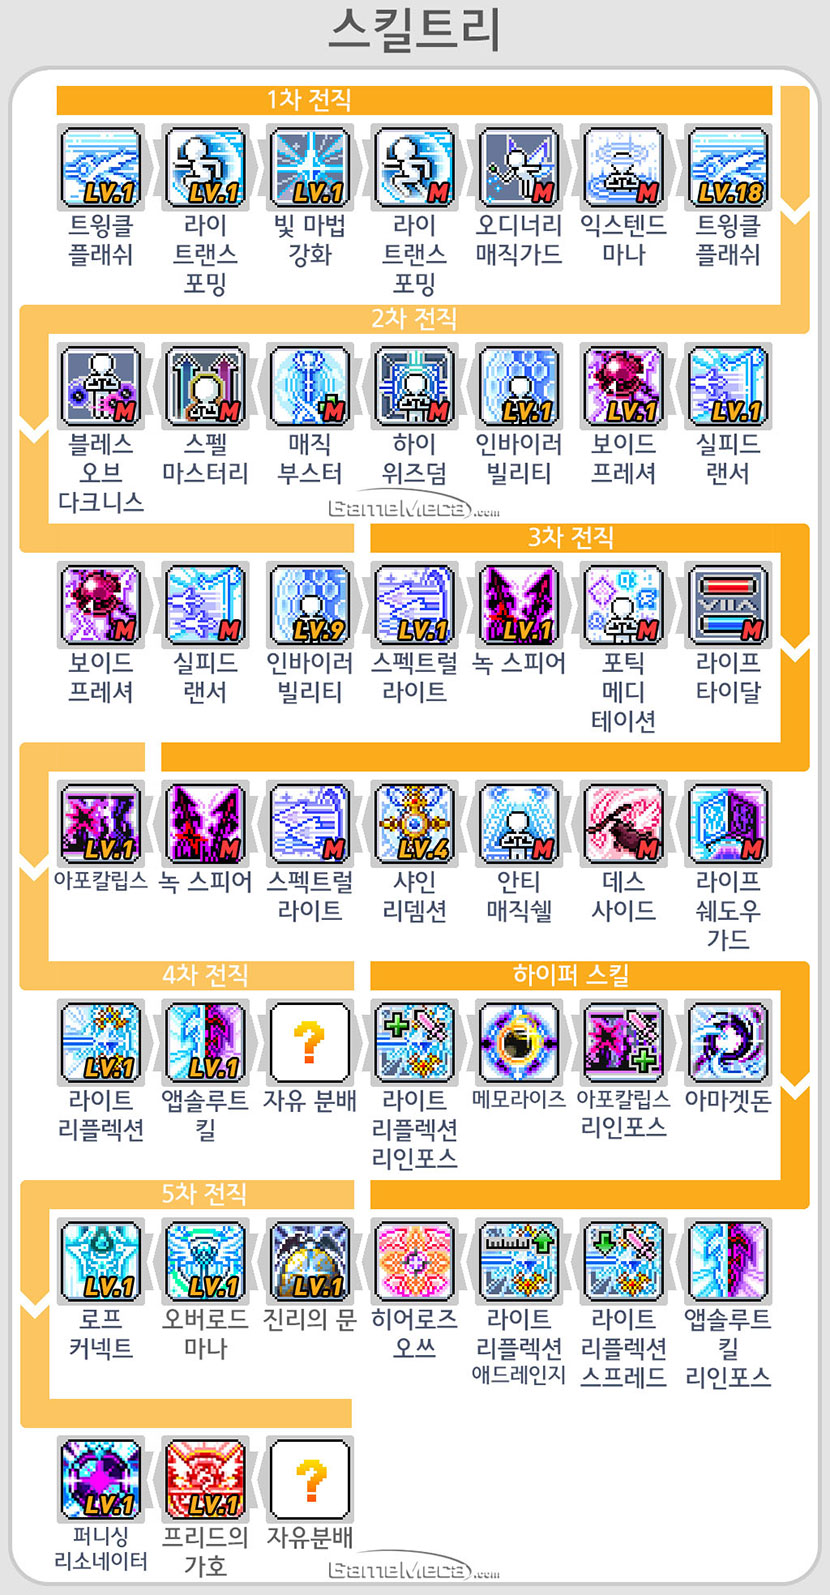 스킬트리
1차 전직
LV.1 LV.1 LV.1 M M M LV.18
트윙클 라이 빛 마법 라이 오디너리 익스텐드 트윙클
플래쉬 트랜스 강화 트랜스 매직가드 마나 플래쉬
포밍 포밍
2차 전직
M M M M LV.1 LV.1 LV.1
블레스 스펠 매직 하이 인바이러 보이드 실피드
오브 마스터리 부스터 위즈덤 빌리티 프레셔 랜서
다크니스
GameMeca.com
3차 전직
M M LV.9 LV.1 LV.1 M M
보이드 실피드 인바이러 스펙트럴 녹 스피어 포틱 라이프
프레셔 랜서 빌리티 라이트 메디 타이달
테이션
LV.1 M M LV.4 M M M
아포칼립스 녹 스피어 스펙트럴 샤인 안티 데스 라이프
라이트 리뎀션 매직쉘 사이드 쉐도우
가드
4차 전직 하이퍼 스킬
LV.1 LV.1 ?
라이트 앱솔루트 자유 분배 라이트 메모라이즈 아포칼립스 아마겟돈
리플렉션 킬 리플렉션 리인포스
리인포스
5차 전직
LV.1 LV.1 LV.1
로프 오버로드 진리의 문 히어로즈 라이트 라이트 앱솔루트
커넥트 마나 오쓰 리플렉션 리플렉션 킬
애드레인지 스프레드 리인포스
LV.1 LV.1 ?
퍼니싱 프리드의 자유분배
리소네이터 가호
GameMeca.com